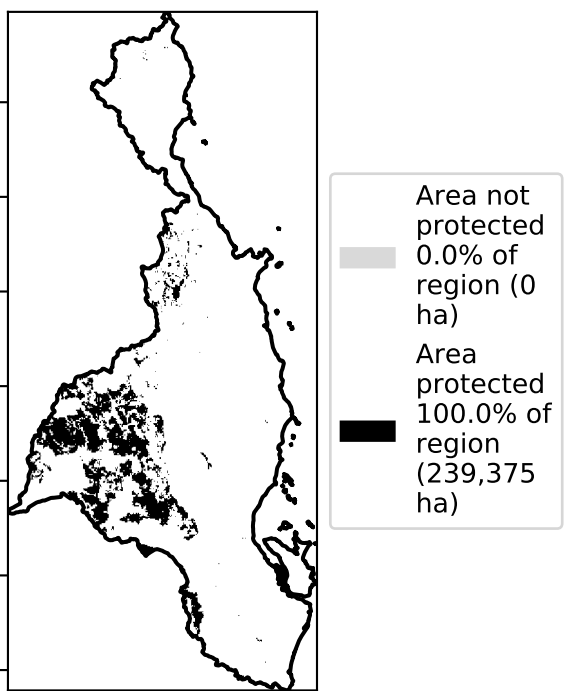 Area not
protected
0.0% of
region (0
ha)
Area
protected
100.0% of
region
(239,375
ha)